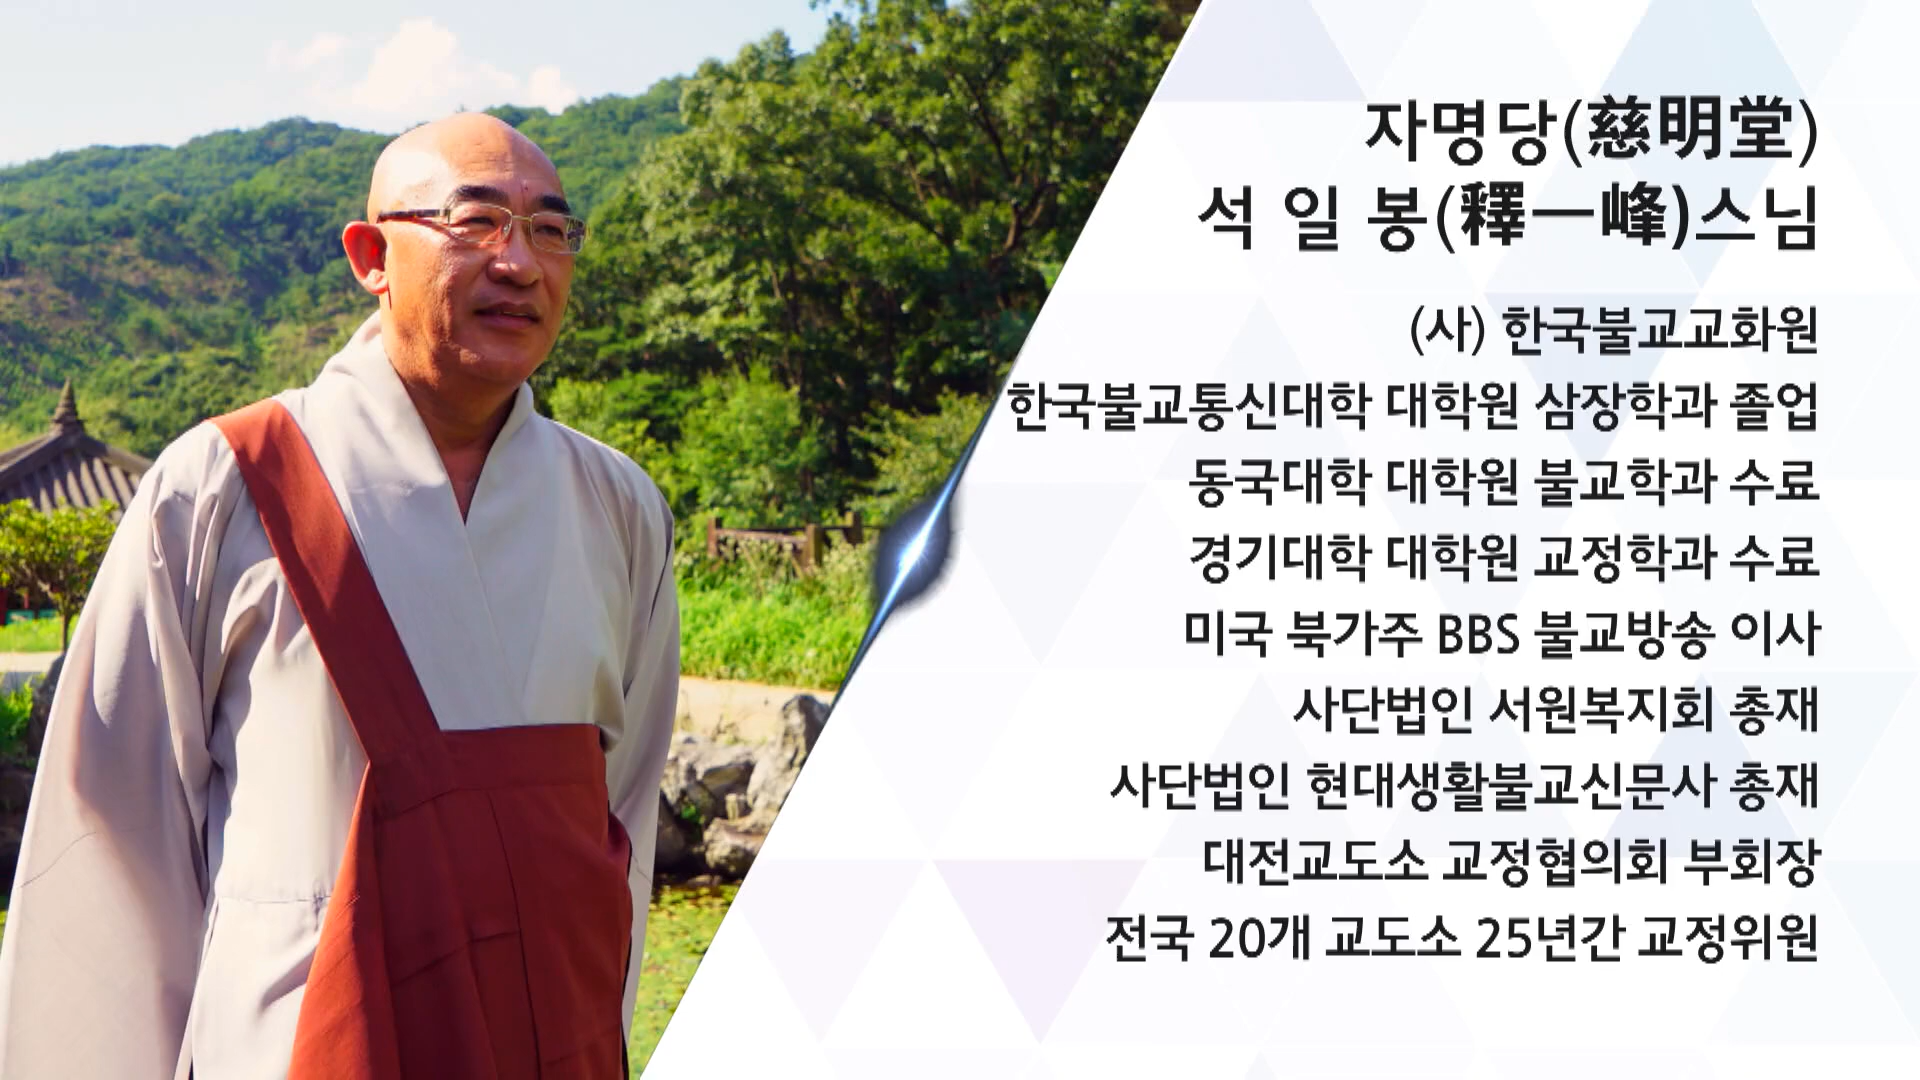 자명당(慈明堂)
석 일 봉(釋一峰)스님
(사) 한국불교교화원
한국불교통신대학 대학원 삼장학과 졸업
동국대학 대학원 불교학과 수료
경기대학 대학원 교정학과 수료
미국 북가주 BBS 불교방송 이사
사단법인 서원복지회 총재
사단법인 현대생활불교신문사 총재
대전교도소 교정협의회 부회장
전국 20개 교도소 25년간 교정위원